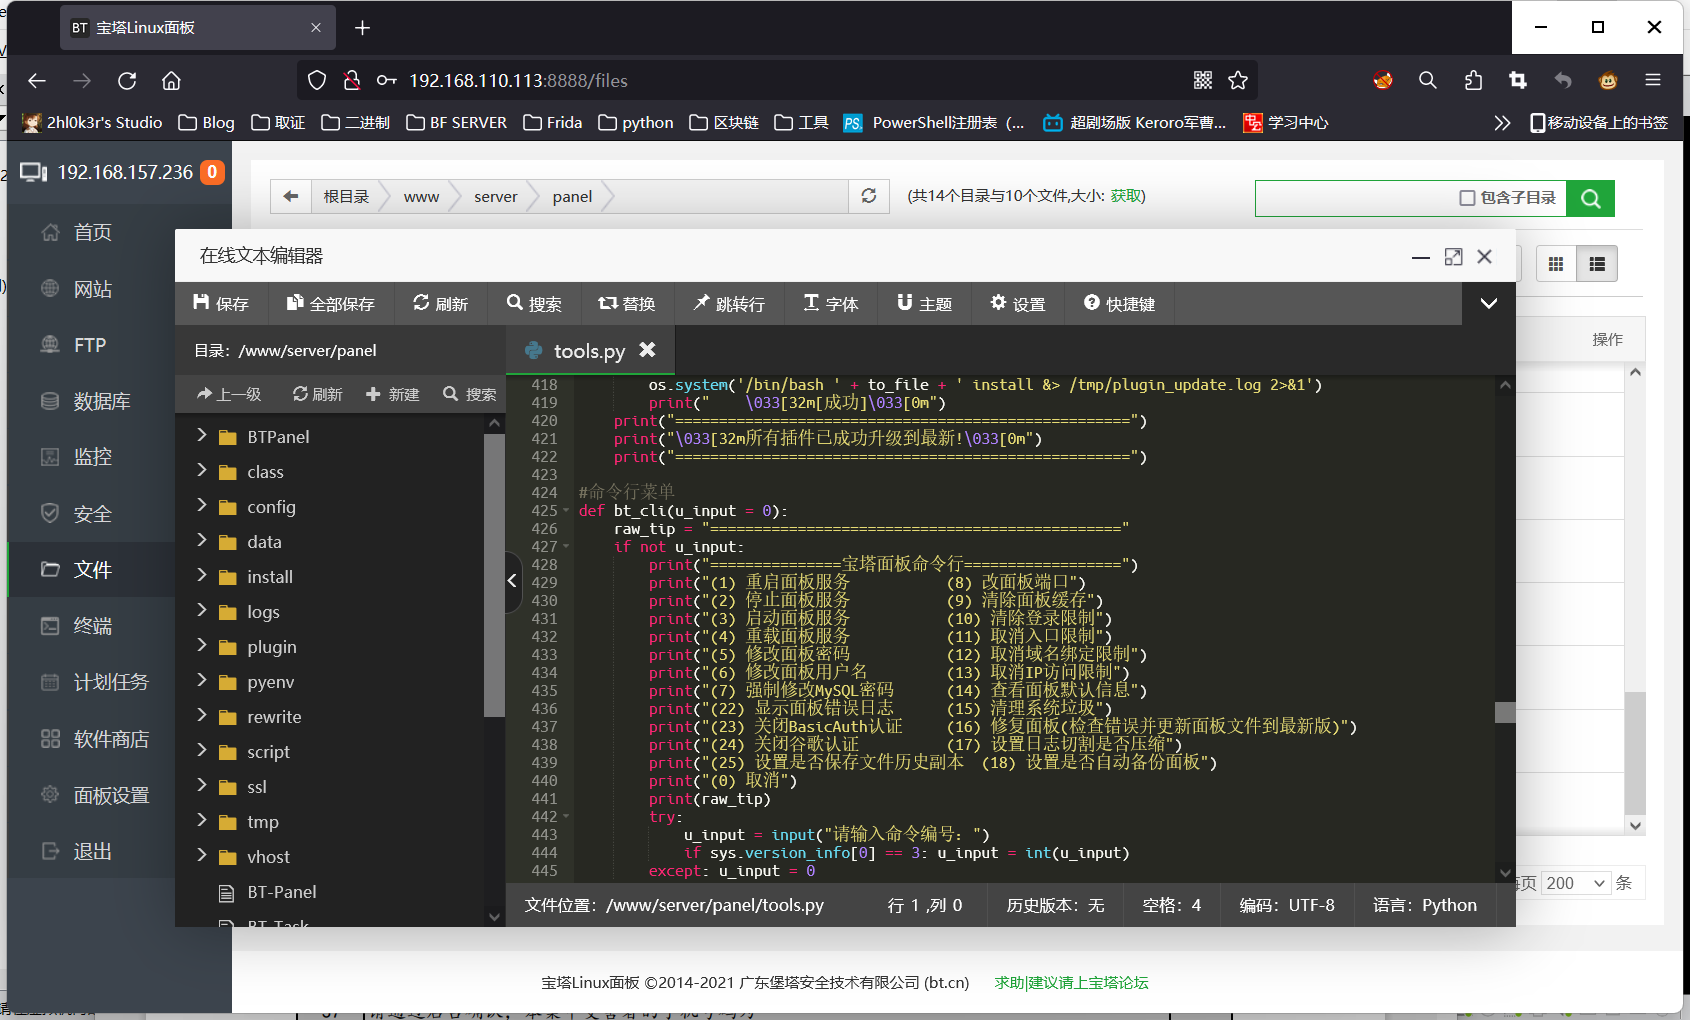 BT 宝塔Linux面板
192.168.110.113:8888/files
2hl0k3r's Studio Blog 取证 二进制 BF SERVER Frida python 区块链 工具 PS. PowerShell注册表（... 超剧场版 Keroro军曹... 学习中心 移动设备上的书签
192.168.157.236 0
首页
网站
FTP
数据库
监控
安全
文件
终端
计划任务
软件商店
面板设置
退出
根目录 www server panel (共14个目录与10个文件,大小: 获取) 包含子目录
操作
在线文本编辑器
保存 全部保存 刷新 搜索 替换 跳转行 字体 主题 设置 快捷键
目录：/www/server/panel
tools.py
上一级 刷新 新建 搜索
BTPanel
class
config
data
install
logs
plugin
pyenv
rewrite
script
ssl
tmp
vhost
BT-Panel
BT-Task
418 os.system('/bin/bash ' + to_file + ' install &> /tmp/plugin_update.log 2>&1')
419 print("    \033[32m[成功]\033[0m")
420 print("====================================================")
421 print("\033[32m所有插件已成功升级到最新!\033[0m")
422 print("====================================================")
423
424 #命令行菜单
425 def bt_cli(u_input = 0):
426 raw_tip = "==============================================="
427 if not u_input:
428 print("===============宝塔面板命令行==================")
429 print("(1) 重启面板服务           (8) 改面板端口")
430 print("(2) 停止面板服务           (9) 清除面板缓存")
431 print("(3) 启动面板服务           (10) 清除登录限制")
432 print("(4) 重载面板服务           (11) 取消入口限制")
433 print("(5) 修改面板密码           (12) 取消域名绑定限制")
434 print("(6) 修改面板用户名         (13) 取消IP访问限制")
435 print("(7) 强制修改MySQL密码      (14) 查看面板默认信息")
436 print("(22) 显示面板错误日志      (15) 清理系统垃圾")
437 print("(23) 关闭BasicAuth认证     (16) 修复面板(检查错误并更新面板文件到最新版)")
438 print("(24) 关闭谷歌认证          (17) 设置日志切割是否压缩")
439 print("(25) 设置是否保存文件历史副本  (18) 设置是否自动备份面板")
440 print("(0) 取消")
441 print(raw_tip)
442 try:
443 u_input = input("请输入命令编号：")
444 if sys.version_info[0] == 3: u_input = int(u_input)
445 except: u_input = 0
文件位置：/www/server/panel/tools.py 行 1 ,列 0 历史版本：无 空格：4 编码：UTF-8 语言：Python
页 200 条
宝塔Linux面板 ©2014-2021 广东堡塔安全技术有限公司 (bt.cn) 求助|建议请上宝塔论坛